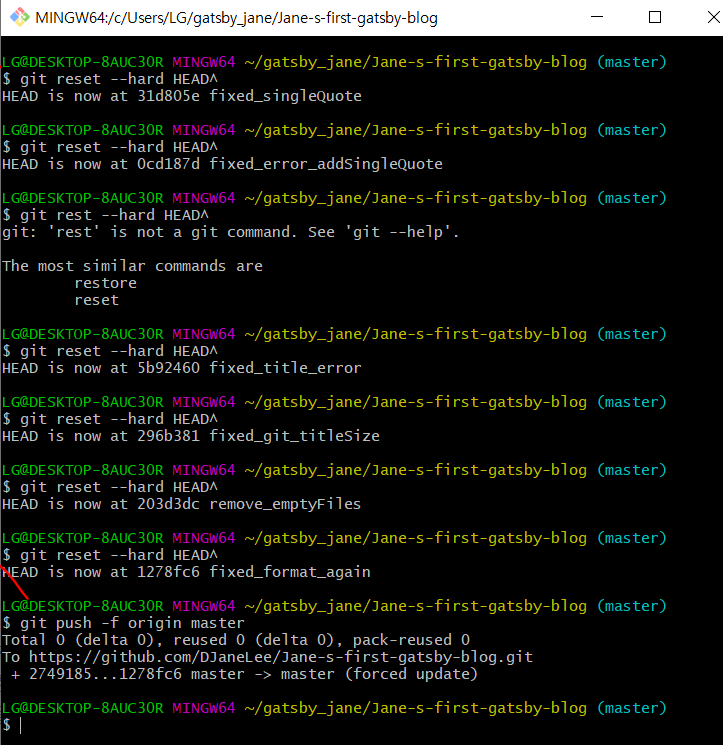 MINGW64:/c/Users/LG/gatsby_jane/Jane-s-first-gatsby-blog
LG@DESKTOP-8AUC30R MINGW64 ~/gatsby_jane/Jane-s-first-gatsby-blog (master)
$ git reset --hard HEAD^
HEAD is now at 31d805e fixed_singleQuote
LG@DESKTOP-8AUC30R MINGW64 ~/gatsby_jane/Jane-s-first-gatsby-blog (master)
$ git reset --hard HEAD^
HEAD is now at 0cd187d fixed_error_addSingleQuote
LG@DESKTOP-8AUC30R MINGW64 ~/gatsby_jane/Jane-s-first-gatsby-blog (master)
$ git rest --hard HEAD^
git: 'rest' is not a git command. See 'git --help'.
The most similar commands are
restore
reset
LG@DESKTOP-8AUC30R MINGW64 ~/gatsby_jane/Jane-s-first-gatsby-blog (master)
$ git reset --hard HEAD^
HEAD is now at 5b92460 fixed_title_error
LG@DESKTOP-8AUC30R MINGW64 ~/gatsby_jane/Jane-s-first-gatsby-blog (master)
$ git reset --hard HEAD^
HEAD is now at 296b381 fixed_git_titleSize
LG@DESKTOP-8AUC30R MINGW64 ~/gatsby_jane/Jane-s-first-gatsby-blog (master)
$ git reset --hard HEAD^
HEAD is now at 203d3dc remove_emptyFiles
LG@DESKTOP-8AUC30R MINGW64 ~/gatsby_jane/Jane-s-first-gatsby-blog (master)
$ git reset --hard HEAD^
HEAD is now at 1278fc6 fixed_format_again
LG@DESKTOP-8AUC30R MINGW64 ~/gatsby_jane/Jane-s-first-gatsby-blog (master)
$ git push -f origin master
Total 0 (delta 0), reused 0 (delta 0), pack-reused 0
To https://github.com/DJaneLee/Jane-s-first-gatsby-blog.git
+ 2749185...1278fc6 master -> master (forced update)
LG@DESKTOP-8AUC30R MINGW64 ~/gatsby_jane/Jane-s-first-gatsby-blog (master)
$